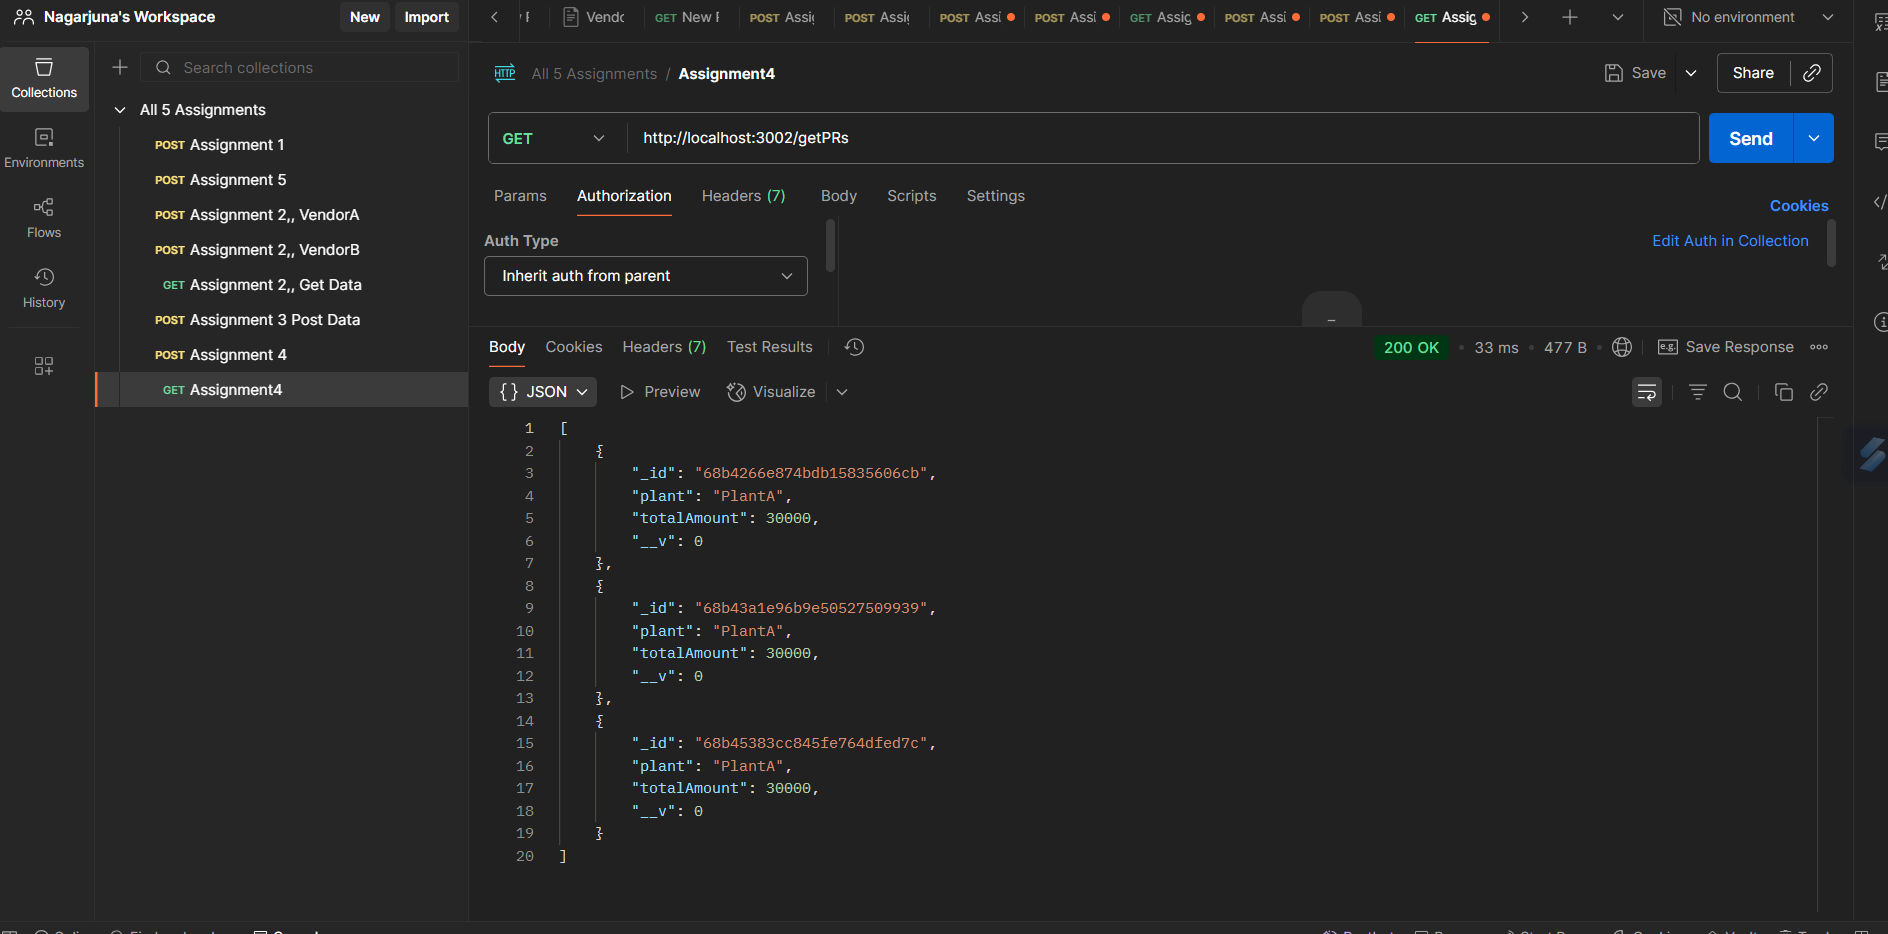 Nagarjuna's Workspace
New
Import
Vendc
GET New F
POST Assig
POST Assig
POST Assi
POST Assi
GET Assig
POST Assi
POST Assi
GET Assig
No environment
Collections
Environments
Flows
History
Search collections
All 5 Assignments
POST Assignment 1
POST Assignment 5
POST Assignment 2,, VendorA
POST Assignment 2,, VendorB
GET Assignment 2,, Get Data
POST Assignment 3 Post Data
POST Assignment 4
GET Assignment4
HTTP All 5 Assignments / Assignment4
Save
Share
GET http://localhost:3002/getPRs
Send
Params Authorization Headers (7) Body Scripts Settings
Cookies
Auth Type
Edit Auth in Collection
Inherit auth from parent
Body Cookies Headers (7) Test Results
200 OK • 33 ms • 477 B •
e.g. Save Response
{} JSON Preview Visualize
1 [
2 {
3 "_id": "68b4266e874bdb15835606cb",
4 "plant": "PlantA",
5 "totalAmount": 30000,
6 "__v": 0
7 },
8 {
9 "_id": "68b43a1e96b9e50527509939",
10 "plant": "PlantA",
11 "totalAmount": 30000,
12 "__v": 0
13 },
14 {
15 "_id": "68b45383cc845fe764dfed7c",
16 "plant": "PlantA",
17 "totalAmount": 30000,
18 "__v": 0
19 }
20 ]